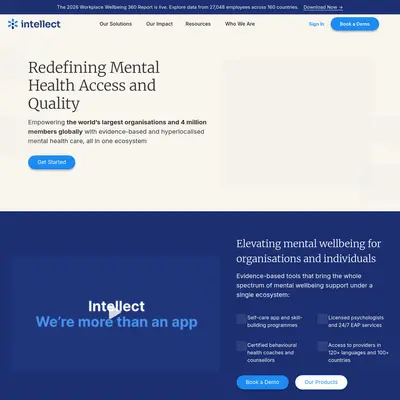 The 2026 Workplace Wellbeing 360 Report is live. Explore data from 27,048 employees across 160 countries. Download Now →
intellect Our Solutions Our Impact Resources Who We Are Sign in Book a Demo
Redefining Mental
Health Access and
Quality
Empowering the world's largest organisations and 4 million
members globally with evidence-based and hyperlocalised
mental health care, all in one ecosystem
Get Started
Intellect
We're more than an app
Elevating mental wellbeing for
organisations and individuals
Evidence-based tools that bring the whole
spectrum of mental wellbeing support under a
single ecosystem:
Self-care app and skill-
building programmes
Licensed psychologists
and 24/7 EAP services
Certified behavioural
health coaches and
counsellors
Access to providers in
120+ languages and 100+
countries
Book a Demo Our Products